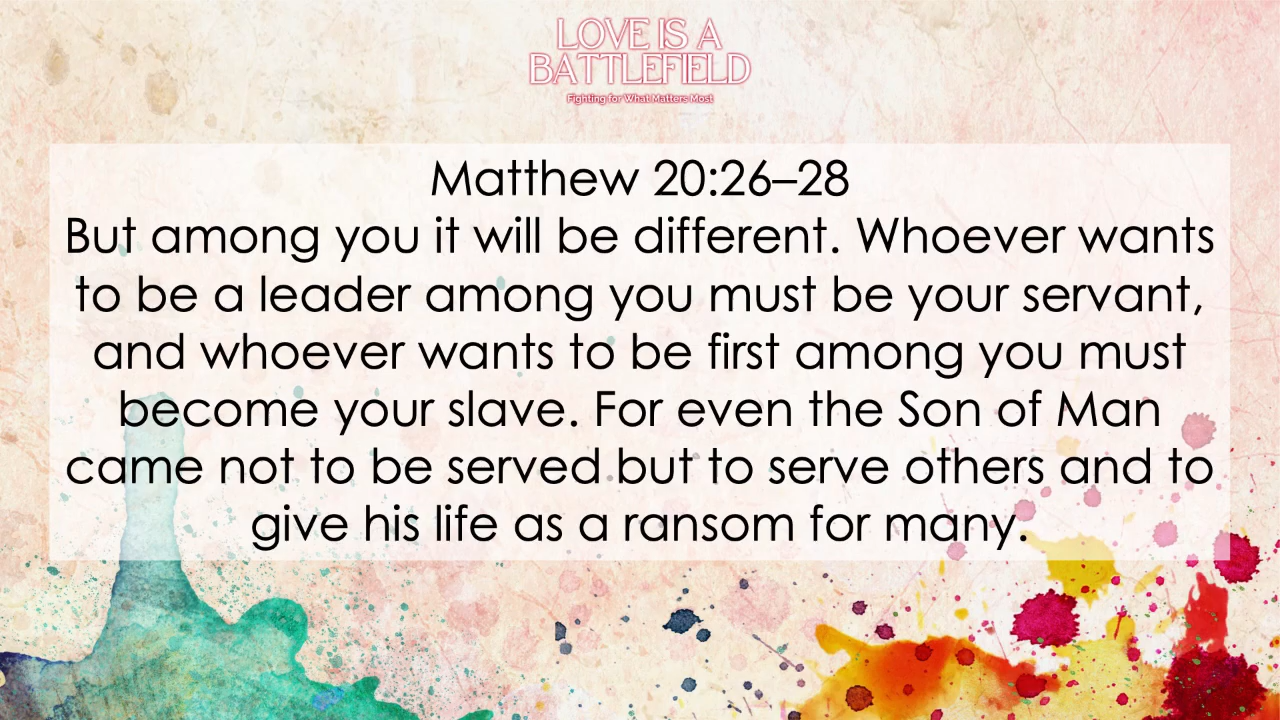 LOVE IS A
BATTLEFIELD
Fighting for What Matters Most
Matthew 20:26–28
But among you it will be different. Whoever wants
to be a leader among you must be your servant,
and whoever wants to be first among you must
become your slave. For even the Son of Man
came not to be served but to serve others and to
give his life as a ransom for many.